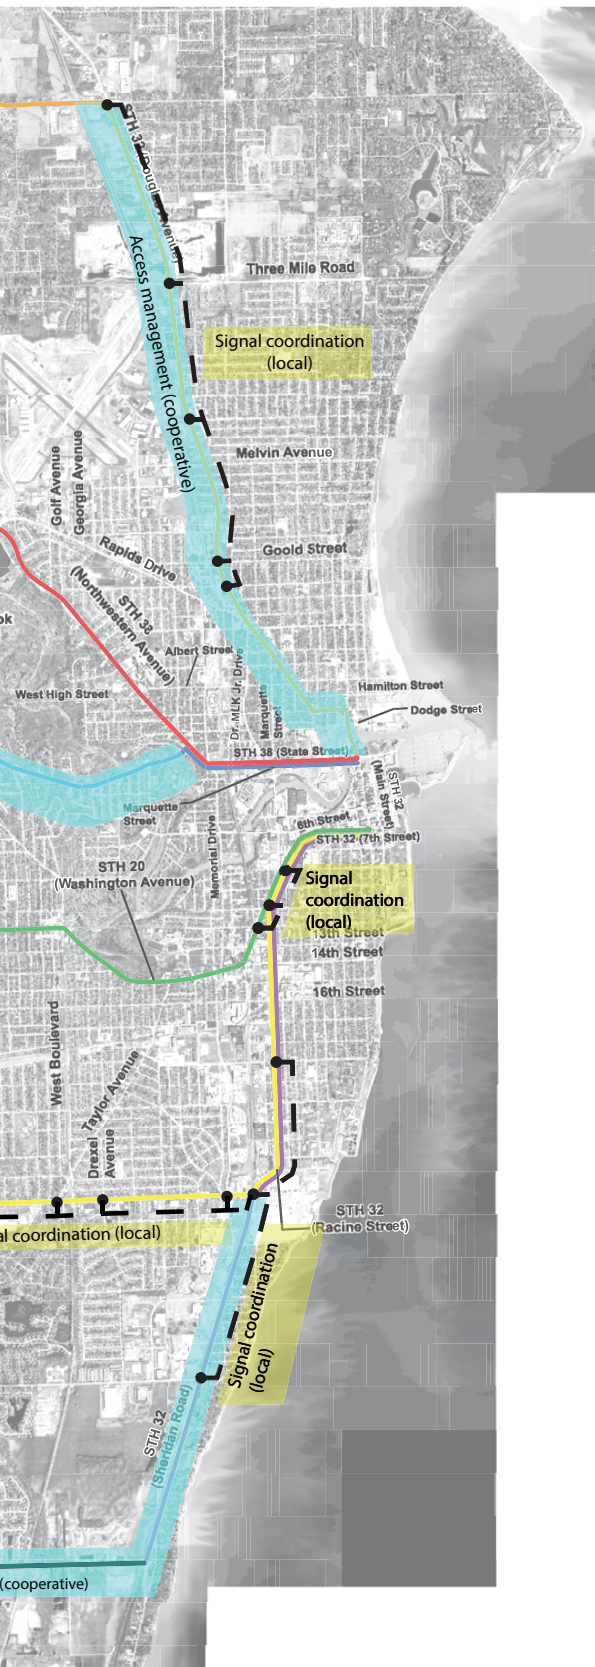 STH 32 (Douglas Avenue)
Three Mile Road
Access management (cooperative)
Signal coordination
(local)
Golf Avenue
Georgia Avenue
Melvin Avenue
Rapids Drive
Goold Street
STH 38
(Northwestern Avenue)
ok
Albert Street
West High Street
Dr. MLK Jr. Drive
Marquette
Street
Hamilton Street
Dodge Street
STH 38 (State Street)
STH 32
(Main Street)
Marquette
Street
6th Street
STH 32 (7th Street)
Memorial Drive
STH 20
(Washington Avenue)
Signal
coordination
(local)
13th Street
14th Street
16th Street
West Boulevard
Taylor Avenue
Drexel
Avenue
STH 32
(Racine Street)
al coordination (local)
Signal coordination
(local)
STH 32
(Sheridan Road)
(cooperative)